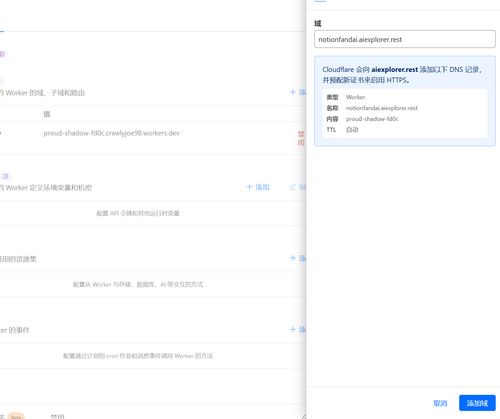 新
的 Worker 的域、子域和路由
添
值
proud-shadow-fd0c.crawlyjoe98.workers.dev
禁
用
的 Worker 定义环境变量和机密
添加
配置 API 令牌和其他运行时变量
用的资源集
添
配置从 Worker 与存储、数据库、AI 等交互的方式
ker 的事件
添
配置通过计划的 cron 作业和消息事件调用 Worker 的方法
Beta
禁用
域
notionfandai.aiexplorer.rest
Cloudflare 会向 aiexplorer.rest 添加以下 DNS 记录，
并预配新证书来启用 HTTPS。
类型 Worker
名称 notionfandai.aiexplorer.rest
内容 proud-shadow-fd0c
TTL 自动
取消
添加域